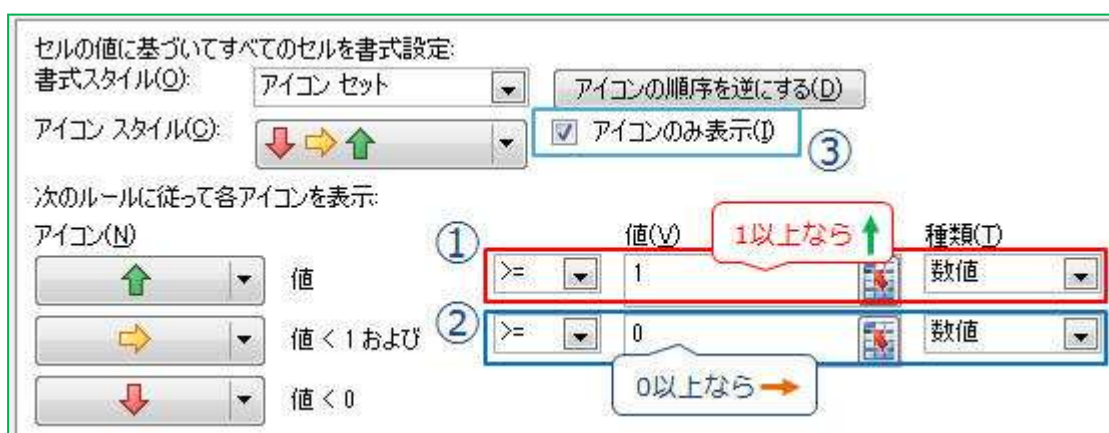 セルの値に基づいてすべてのセルを書式設定:
書式スタイル(O): アイコン セット アイコンの順序を逆にする(D)
アイコン スタイル(C): アイコンのみ表示(I) ③
次のルールに従って各アイコンを表示:
アイコン(N) ① 値(V) 1以上なら 種類(T)
値 >= 1 数値
値 < 1 および ② >= 0 数値
値 < 0 0以上なら